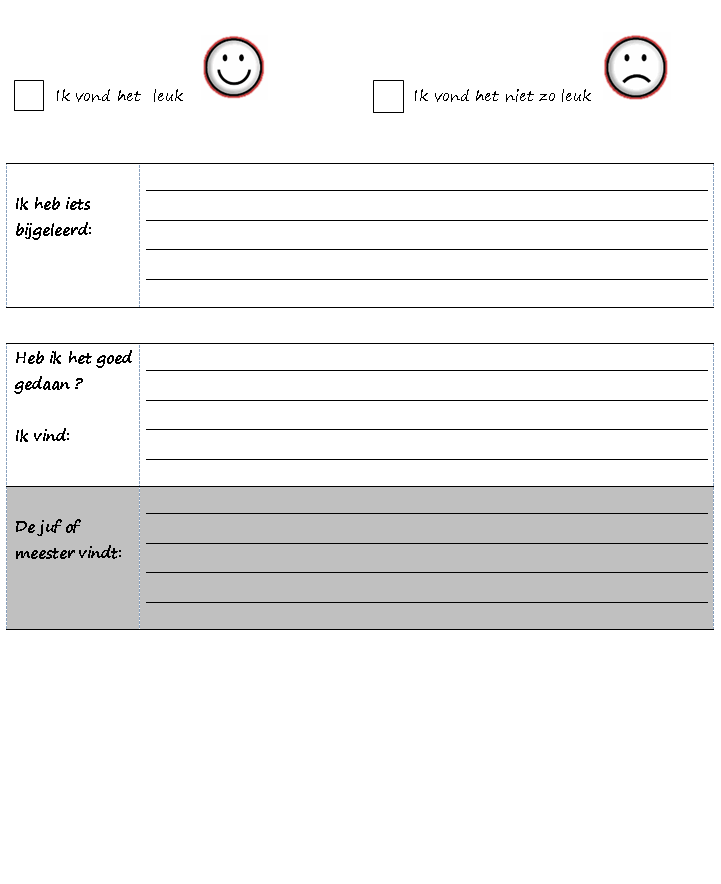 Ik vond het leuk
Ik vond het niet zo leuk
Ik heb iets
bijgeleerd:
Heb ik het goed
gedaan ?
Ik vind:
De juf of
meester vindt: